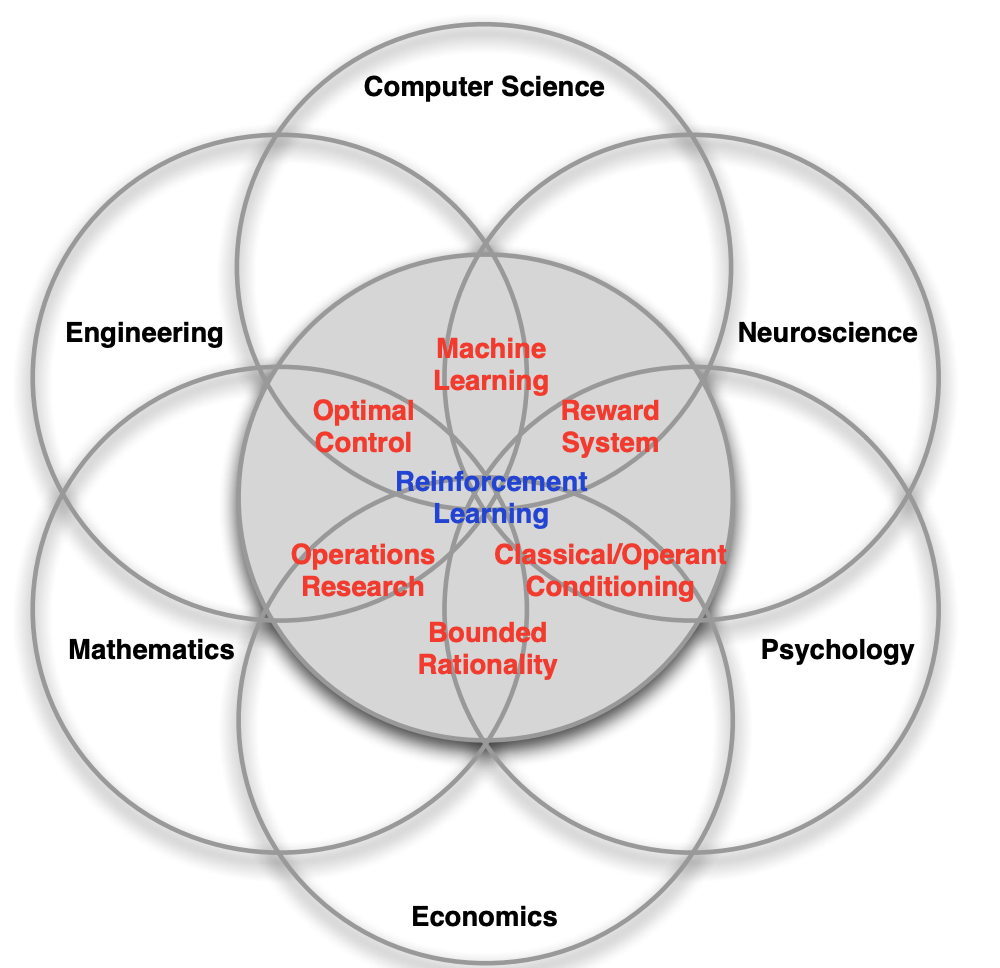 Computer Science
Engineering
Neuroscience
Machine
Learning
Optimal
Control
Reward
System
Reinforcement
Learning
Operations
Research
Classical/Operant
Conditioning
Bounded
Rationality
Mathematics
Psychology
Economics